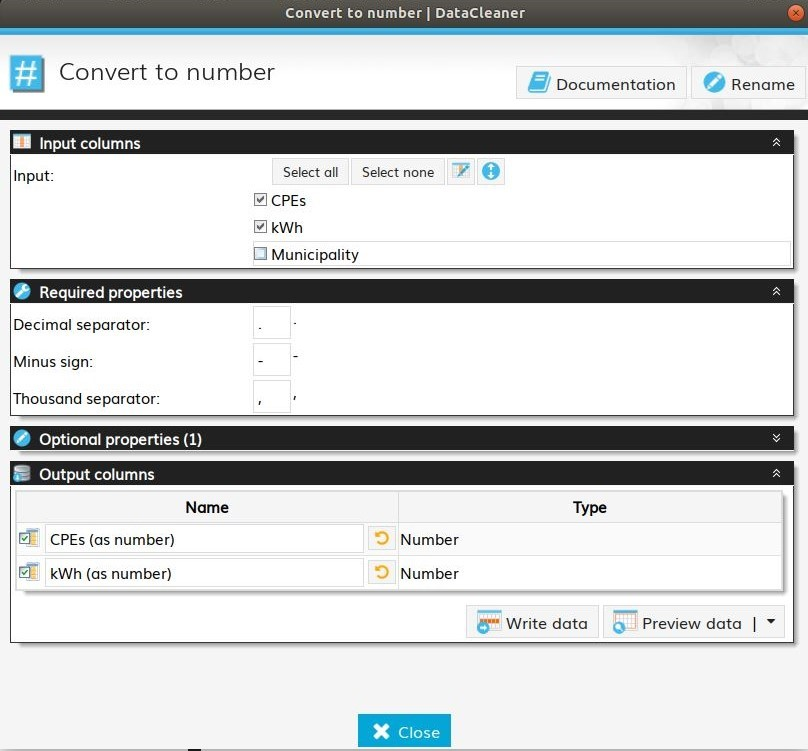 Convert to number | DataCleaner
# Convert to number
Documentation
Rename
Input columns
Input:
Select all
Select none
CPEs
kWh
Municipality
Required properties
Decimal separator: . .
Minus sign: - -
Thousand separator: , ,
Optional properties (1)
Output columns
Name Type
CPEs (as number) Number
kWh (as number) Number
Write data
Preview data |
Close